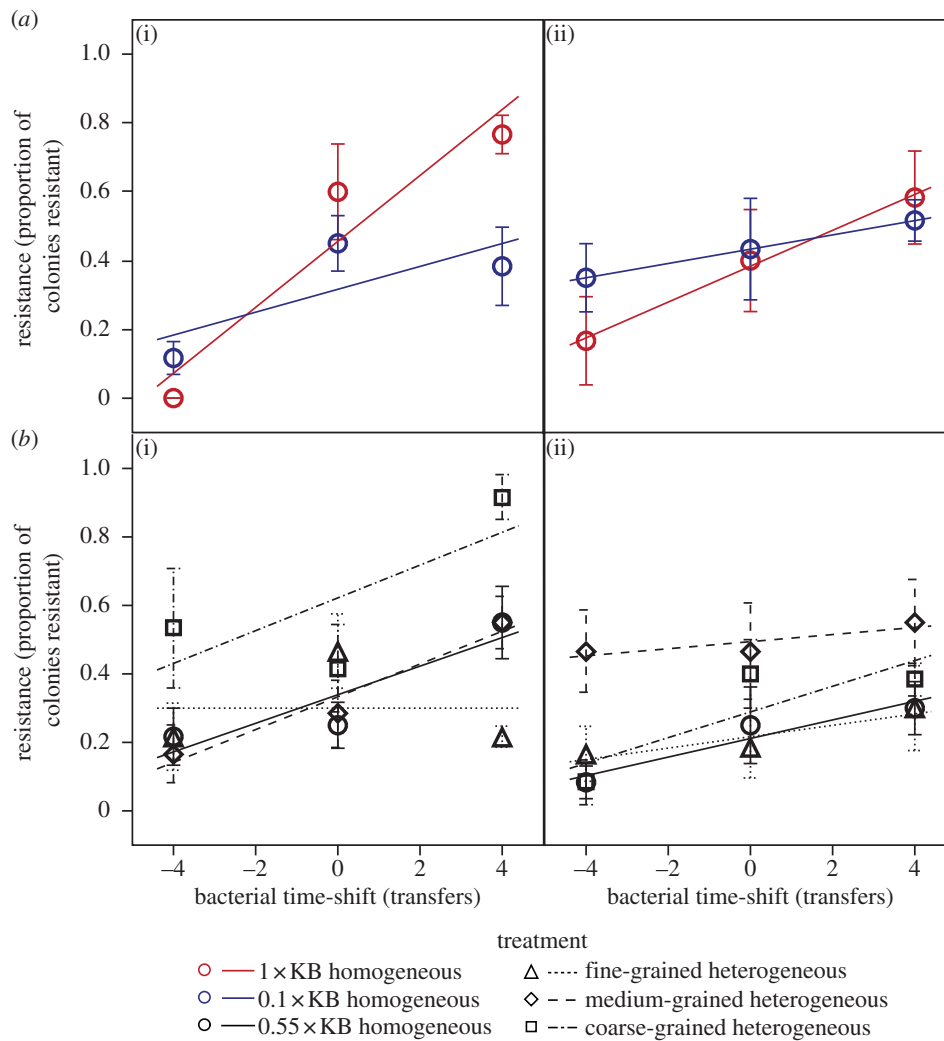 (a)
(i)
(ii)
1.0
0.8
0.6
0.4
0.2
0
resistance (proportion of
colonies resistant)
(b)
(i)
(ii)
1.0
0.8
0.6
0.4
0.2
0
resistance (proportion of
colonies resistant)
−4 −2 0 2 4
−4 −2 0 2 4
bacterial time-shift (transfers)
bacterial time-shift (transfers)
treatment
1 × KB homogeneous
0.1 × KB homogeneous
0.55 × KB homogeneous
fine-grained heterogeneous
medium-grained heterogeneous
coarse-grained heterogeneous